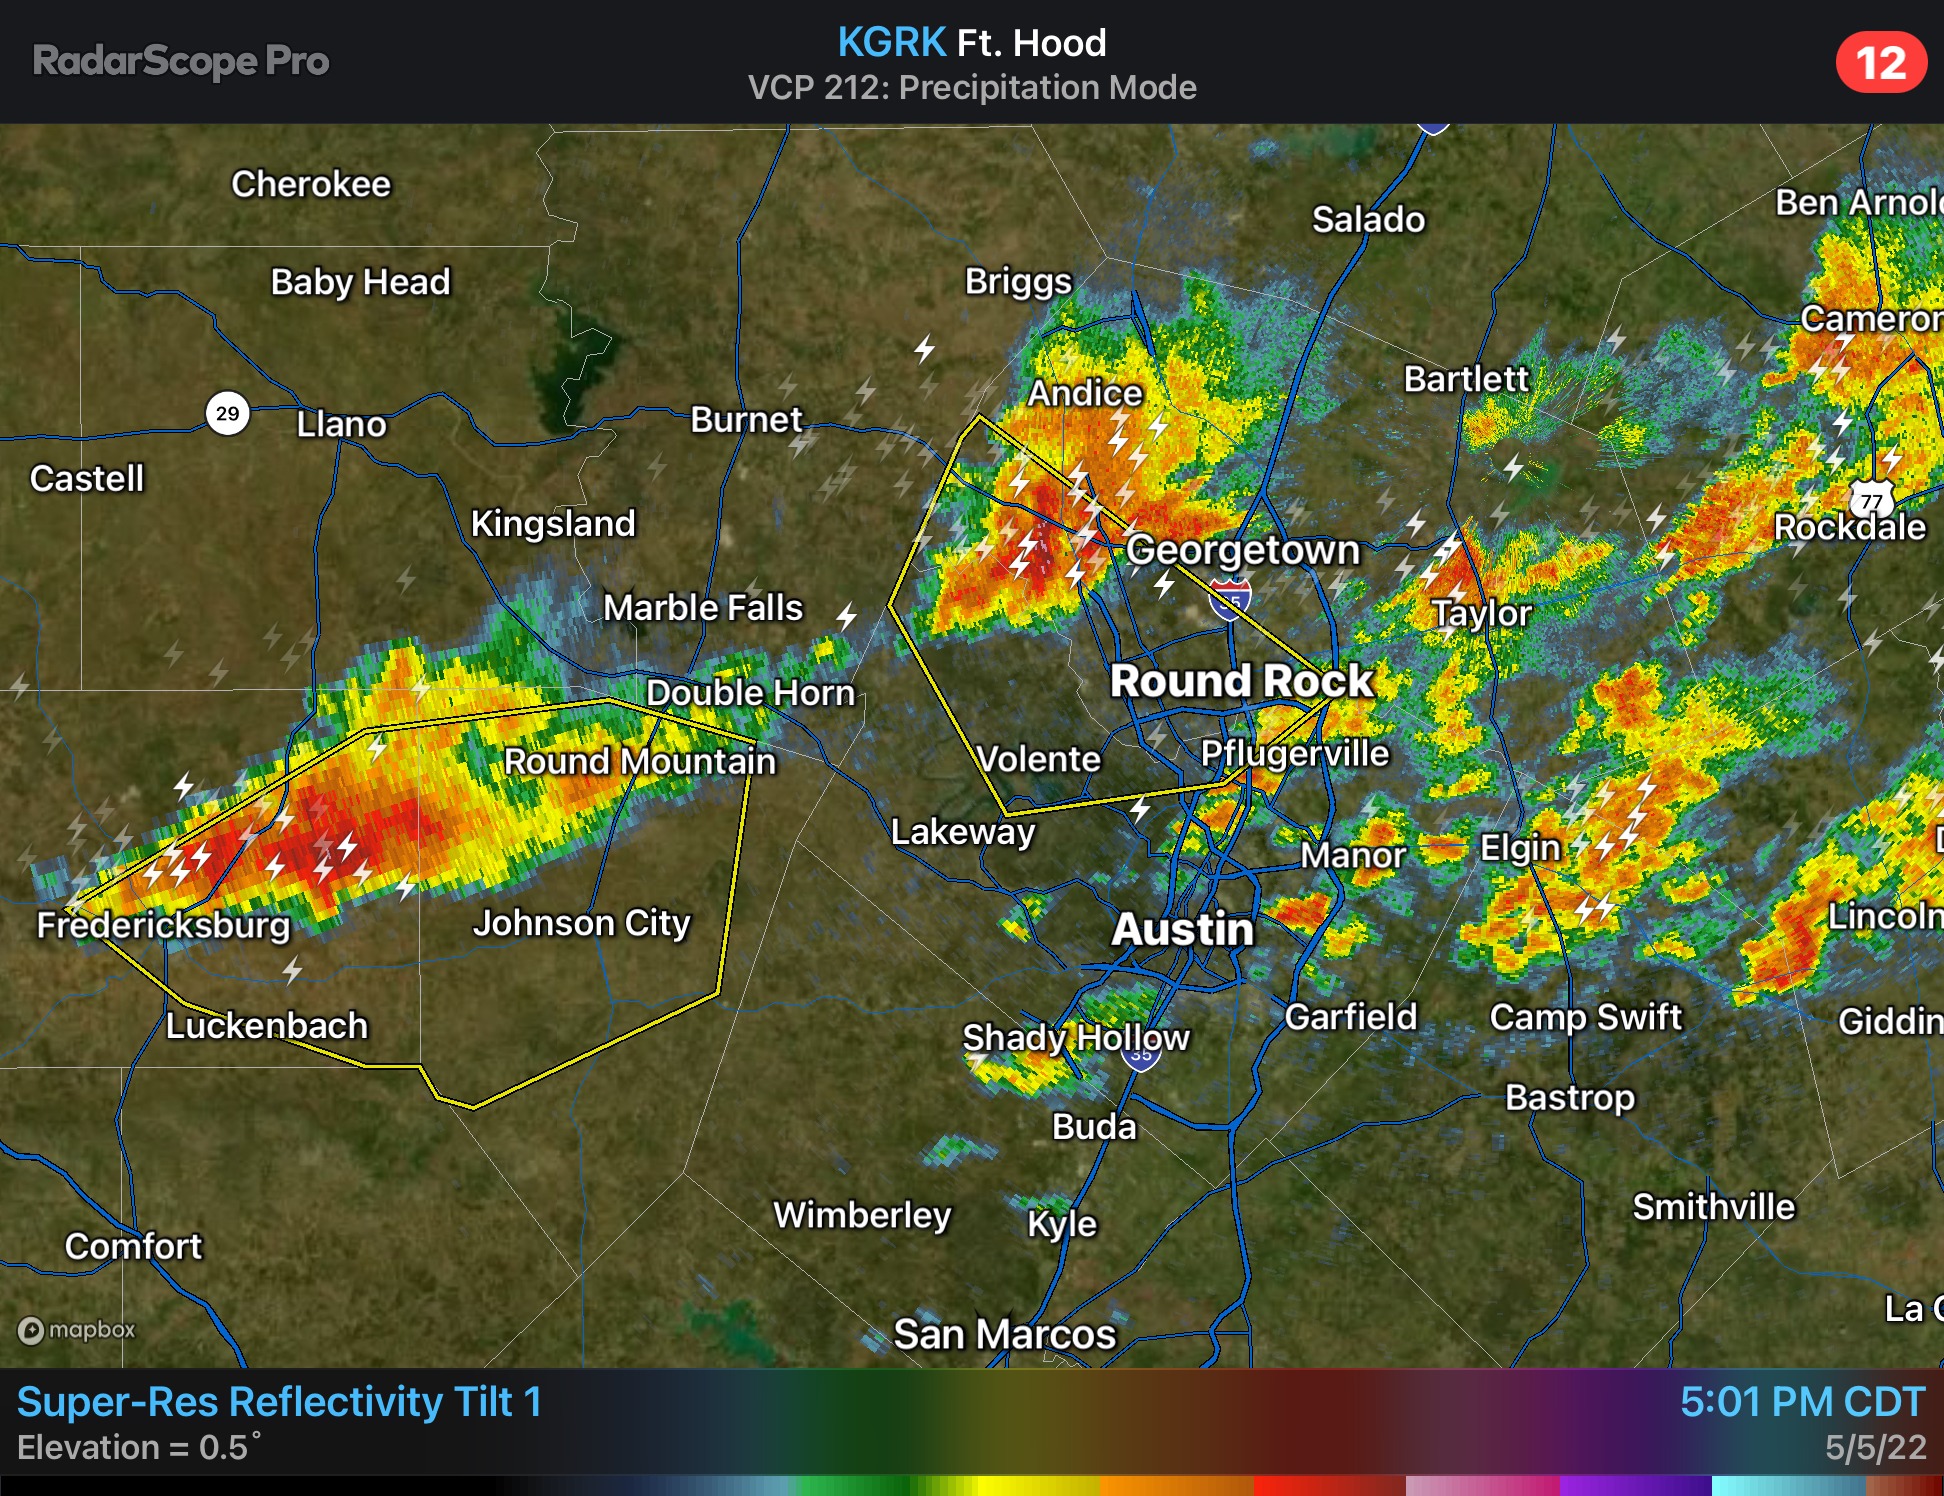 RadarScope Pro
KGRK Ft. Hood
VCP 212: Precipitation Mode
12
Cherokee
Ben Arnol
Salado
Baby Head
Briggs
Cameron
Bartlett
Andice
29
Llano
Burnet
Castell
77
Kingsland
Rockdale
Georgetown
35
Marble Falls
Taylor
Round Rock
Double Horn
Round Mountain
Volente
Pflugerville
Lakeway
Manor
Elgin
Fredericksburg
Johnson City
Austin
Lincoln
Luckenbach
Garfield
Camp Swift
Giddin
Shady Hollow
35
Bastrop
Buda
Wimberley
Kyle
Smithville
Comfort
La
mapbox
San Marcos
Super-Res Reflectivity Tilt 1
5:01 PM CDT
Elevation = 0.5°
5/5/22